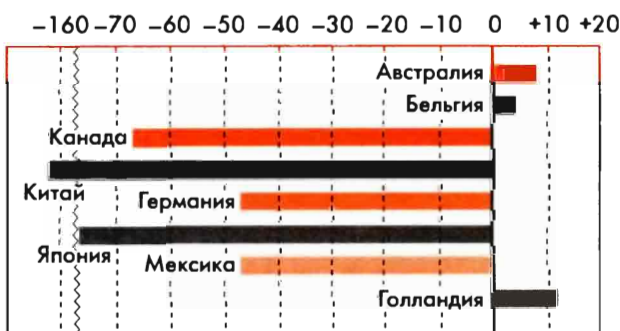 −160 −70 −60 −50 −40 −30 −20 −10 0 +10 +20
Австралия
Бельгия
Канада
Китай
Германия
Япония
Мексика
Голландия